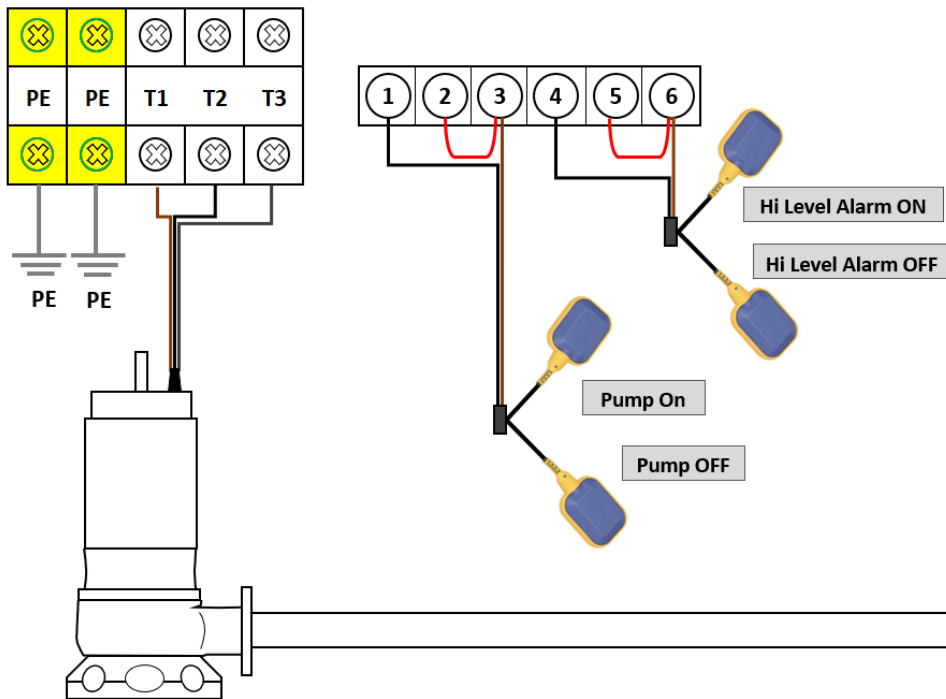 PE PE T1 T2 T3
1 2 3 4 5 6
Hi Level Alarm ON
Hi Level Alarm OFF
PE PE
Pump On
Pump OFF